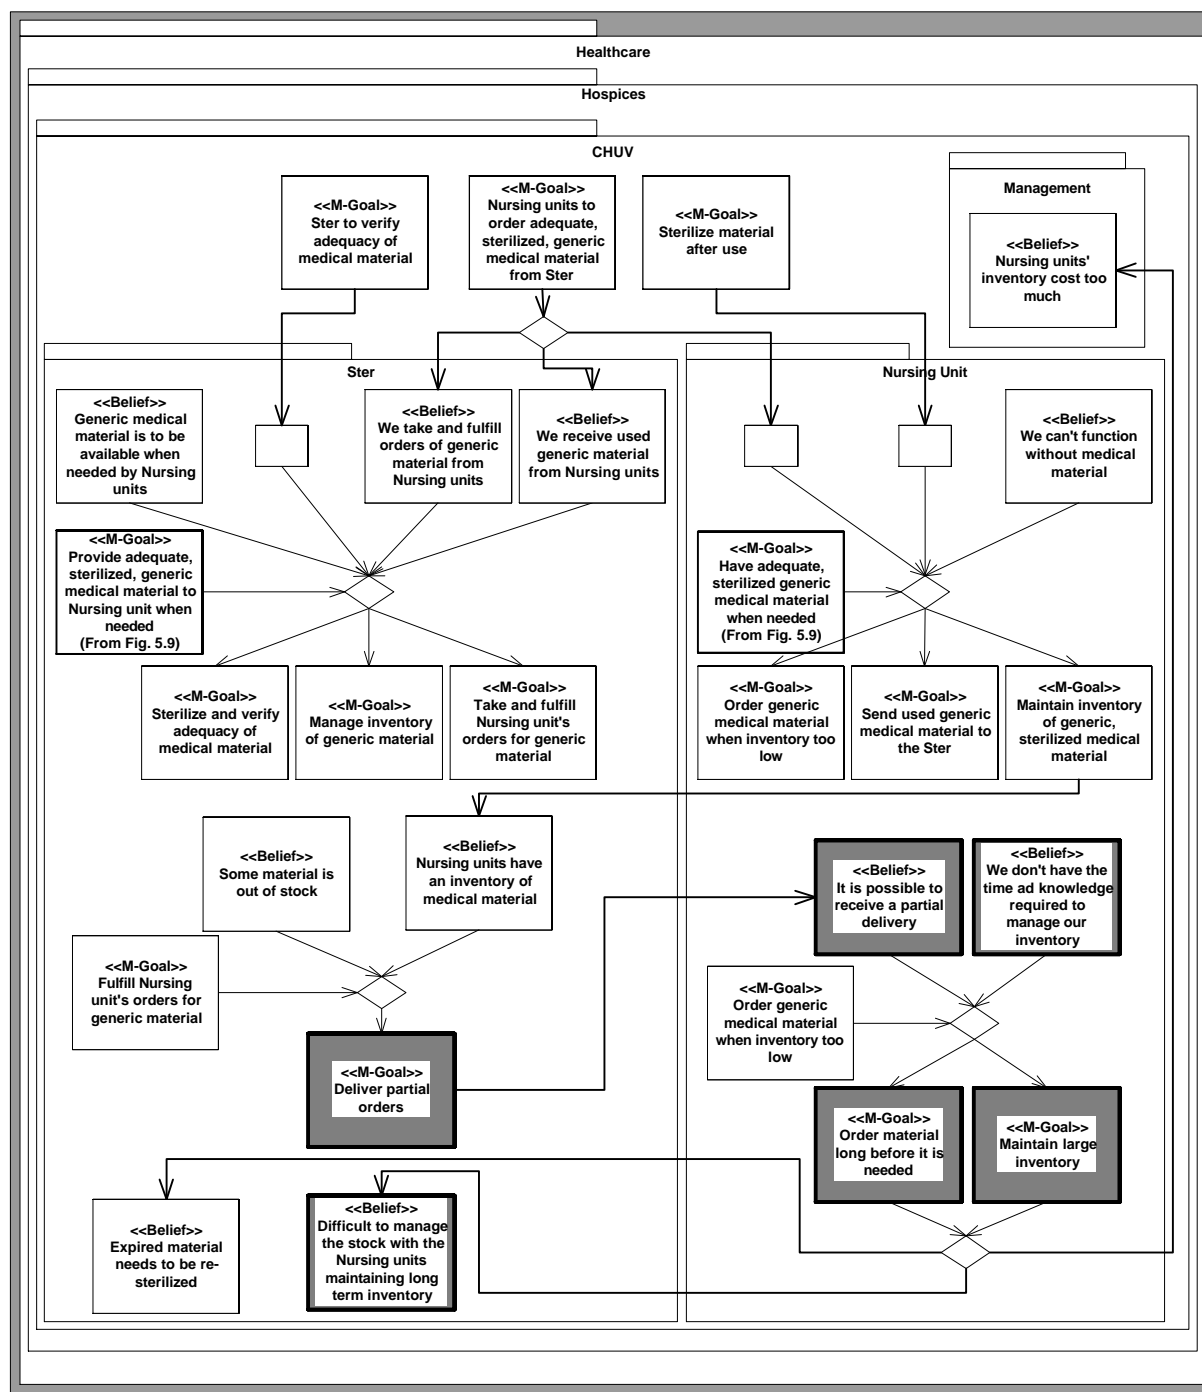 Healthcare
Hospices
CHUV
<<M-Goal>>
Ster to verify
adequacy of
medical material
<<M-Goal>>
Nursing units to
order adequate,
sterilized, generic
medical material
from Ster
<<M-Goal>>
Sterilize material
after use
Management
<<Belief>>
Nursing units'
inventory cost too
much
Ster
<<Belief>>
Generic medical
material is to be
available when
needed by Nursing
units
<<Belief>>
We take and fulfill
orders of generic
material from
Nursing units
<<Belief>>
We receive used
generic material
from Nursing units
<<M-Goal>>
Provide adequate,
sterilized, generic
medical material to
Nursing unit when
needed
(From Fig. 5.9)
<<M-Goal>>
Sterilize and verify
adequacy of
medical material
<<M-Goal>>
Manage inventory
of generic material
<<M-Goal>>
Take and fulfill
Nursing unit's
orders for generic
material
Nursing Unit
<<Belief>>
We can't function
without medical
material
<<M-Goal>>
Have adequate,
sterilized generic
medical material
when needed
(From Fig. 5.9)
<<M-Goal>>
Order generic
medical material
when inventory too
low
<<M-Goal>>
Send used generic
medical material to
the Ster
<<M-Goal>>
Maintain inventory
of generic,
sterilized medical
material
<<Belief>>
Some material is
out of stock
<<Belief>>
Nursing units have
an inventory of
medical material
<<M-Goal>>
Fulfill Nursing
unit's orders for
generic material
<<M-Goal>>
Deliver partial
orders
<<Belief>>
It is possible to
receive a partial
delivery
<<Belief>>
We don't have the
time ad knowledge
required to
manage our
inventory
<<M-Goal>>
Order generic
medical material
when inventory too
low
<<M-Goal>>
Order material
long before it is
needed
<<M-Goal>>
Maintain large
inventory
<<Belief>>
Expired material
needs to be re-
sterilized
<<Belief>>
Difficult to manage
the stock with the
Nursing units
maintaining long
term inventory